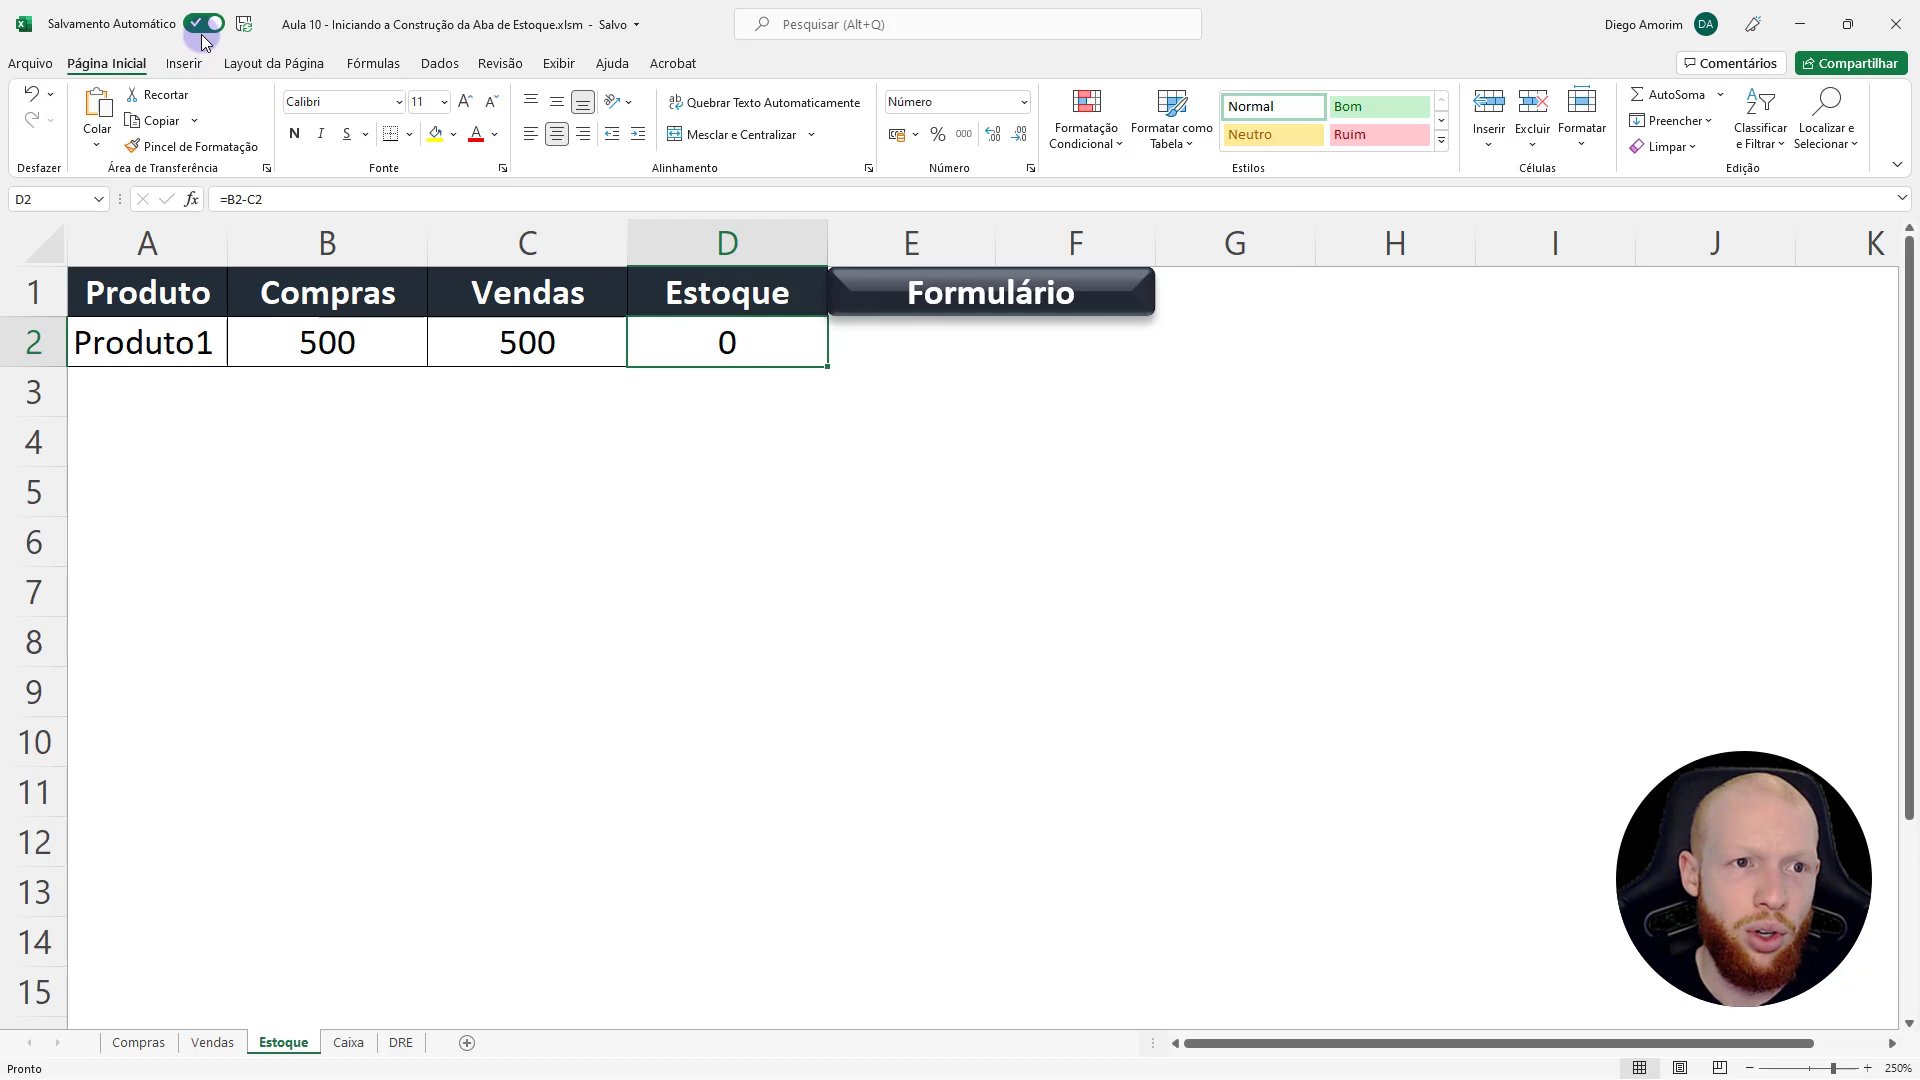 Salvamento Automático
Aula 10 - Iniciando a Construção da Aba de Estoque.xlsm - Salvo
Pesquisar (Alt+Q)
Diego Amorim
DA
Arquivo Página Inicial Inserir Layout da Página Fórmulas Dados Revisão Exibir Ajuda Acrobat
Comentários
Compartilhar
Desfazer
Colar
Recortar
Copiar
Pincel de Formatação
Área de Transferência
Calibri
11
N I S
Fonte
Quebrar Texto Automaticamente
Mesclar e Centralizar
Alinhamento
Número
% 000
Número
Formatação
Condicional
Formatar como
Tabela
Normal
Bom
Neutro
Ruim
Estilos
Inserir
Excluir
Formatar
Células
AutoSoma
Preencher
Limpar
Classificar
e Filtrar
Localizar e
Selecionar
Edição
D2
fx
=B2-C2
A B C D E F G H I J K
1 Produto Compras Vendas Estoque Formulário
2 Produto1 500 500 0
3
4
5
6
7
8
9
10
11
12
13
14
15
Compras Vendas Estoque Caixa DRE
Pronto
250%